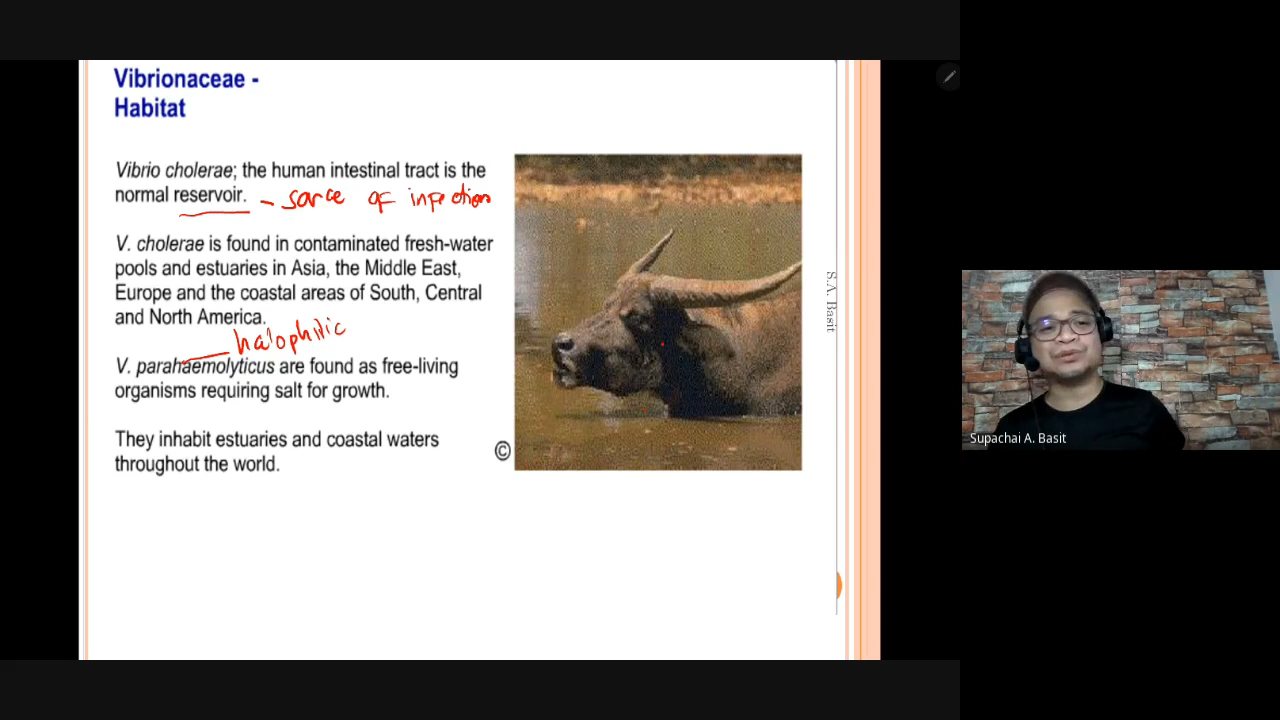 Vibrionaceae -
Habitat
Vibrio cholerae; the human intestinal tract is the
normal reservoir. - sorce of infection
V. cholerae is found in contaminated fresh-water
pools and estuaries in Asia, the Middle East,
Europe and the coastal areas of South, Central
and North America.
halophilic
V. parahaemolyticus are found as free-living
organisms requiring salt for growth.
They inhabit estuaries and coastal waters
throughout the world.
©
S.A. Basit
Supachai A. Basit